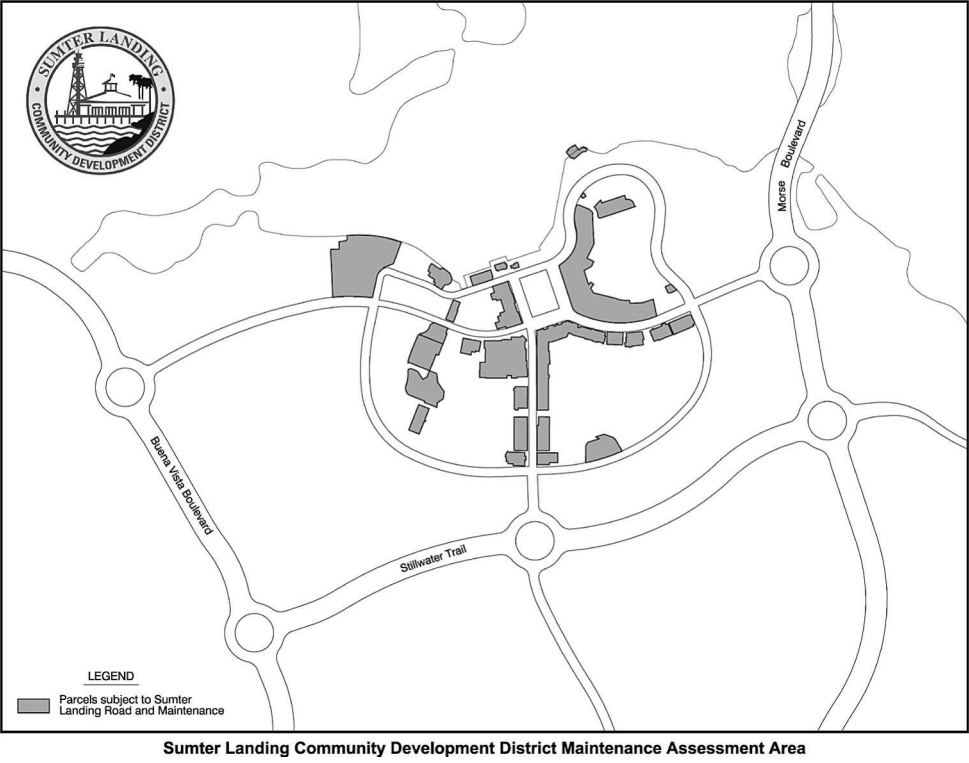 SUMTER LANDING
COMMUNITY DEVELOPMENT DISTRICT
Morse Boulevard
Buena Vista Boulevard
Stillwater Trail
LEGEND
Parcels subject to Sumter
Landing Road and Maintenance
Sumter Landing Community Development District Maintenance Assessment Area